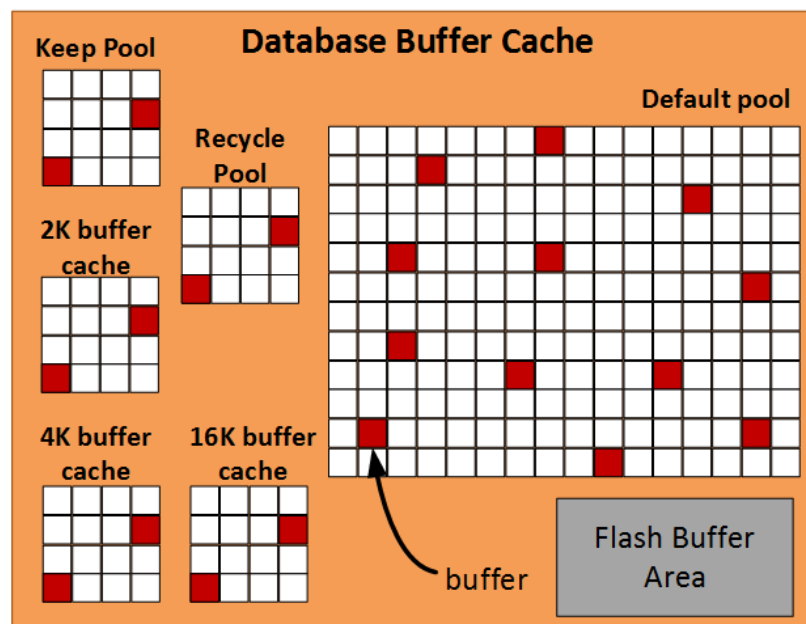 Database Buffer Cache
Keep Pool
Recycle
Pool
Default pool
2K buffer
cache
4K buffer
cache
16K buffer
cache
buffer
Flash Buffer
Area